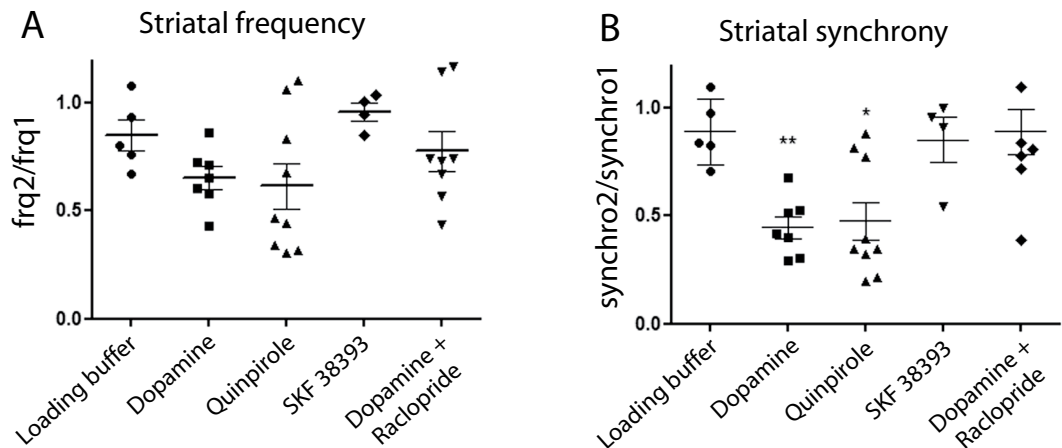 A
Striatal frequency
frq2/frq1
1.0
0.5
0.0
Loading buffer
Dopamine
Quinpirole
SKF 38393
Dopamine +
Raclopride
B
Striatal synchrony
synchro2/synchro1
1.0
0.5
0.0
**
*
Loading buffer
Dopamine
Quinpirole
SKF 38393
Dopamine +
Raclopride